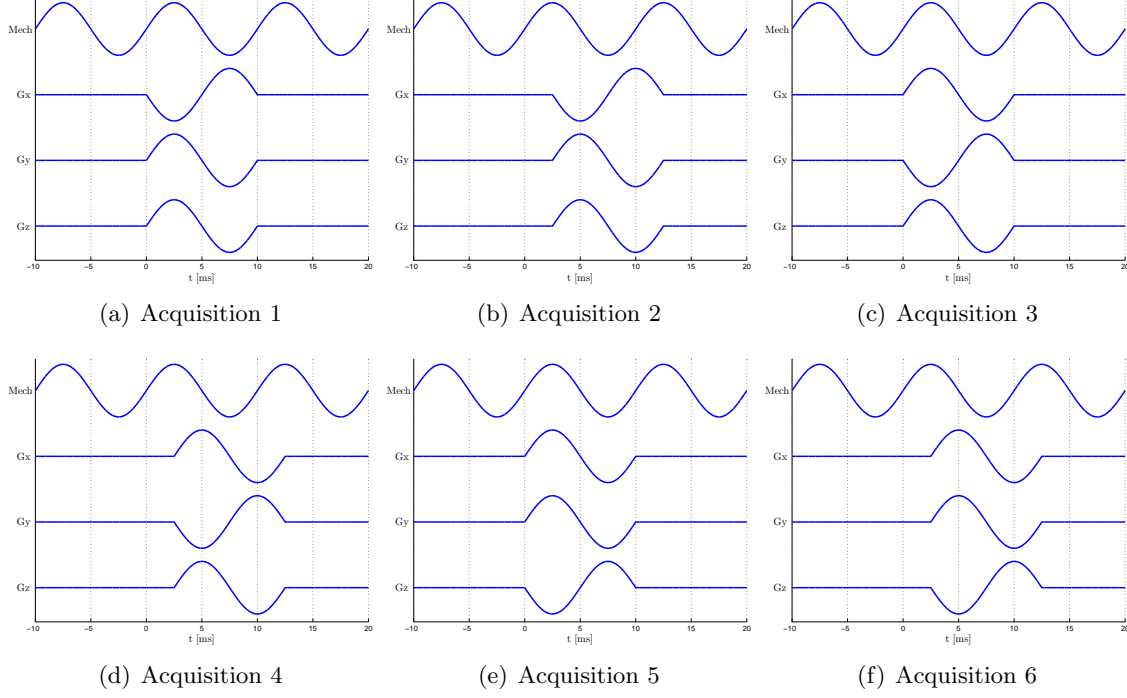 Mech
Gx
Gy
Gz
-10 -5 0 5 10 15 20
t [ms]
(a) Acquisition 1
Mech
Gx
Gy
Gz
-10 -5 0 5 10 15 20
t [ms]
(b) Acquisition 2
Mech
Gx
Gy
Gz
-10 -5 0 5 10 15 20
t [ms]
(c) Acquisition 3
Mech
Gx
Gy
Gz
-10 -5 0 5 10 15 20
t [ms]
(d) Acquisition 4
Mech
Gx
Gy
Gz
-10 -5 0 5 10 15 20
t [ms]
(e) Acquisition 5
Mech
Gx
Gy
Gz
-10 -5 0 5 10 15 20
t [ms]
(f) Acquisition 6